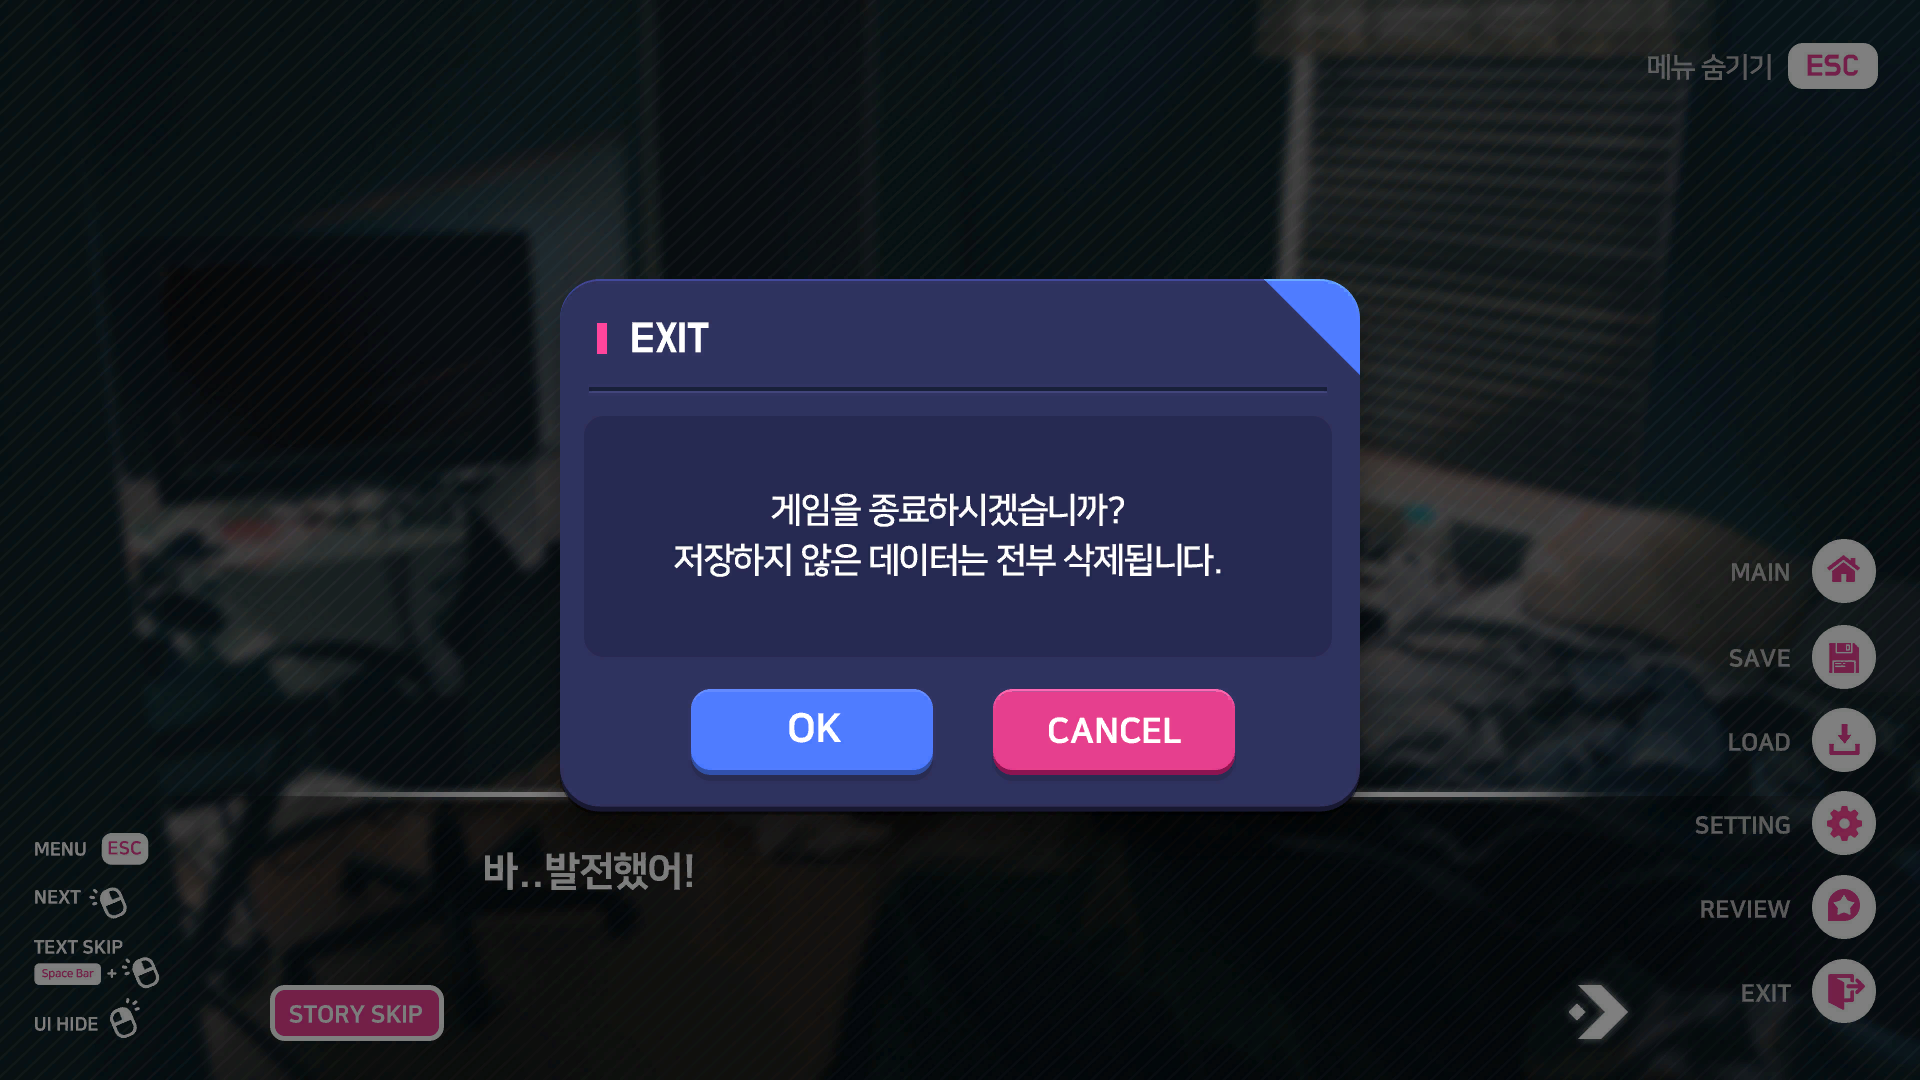 메뉴 숨기기 ESC
EXIT
게임을 종료하시겠습니까?
저장하지 않은 데이터는 전부 삭제됩니다.
OK
CANCEL
MAIN
SAVE
LOAD
SETTING
REVIEW
EXIT
바..발전했어!
MENU ESC
NEXT
TEXT SKIP
Space Bar +
UI HIDE
STORY SKIP